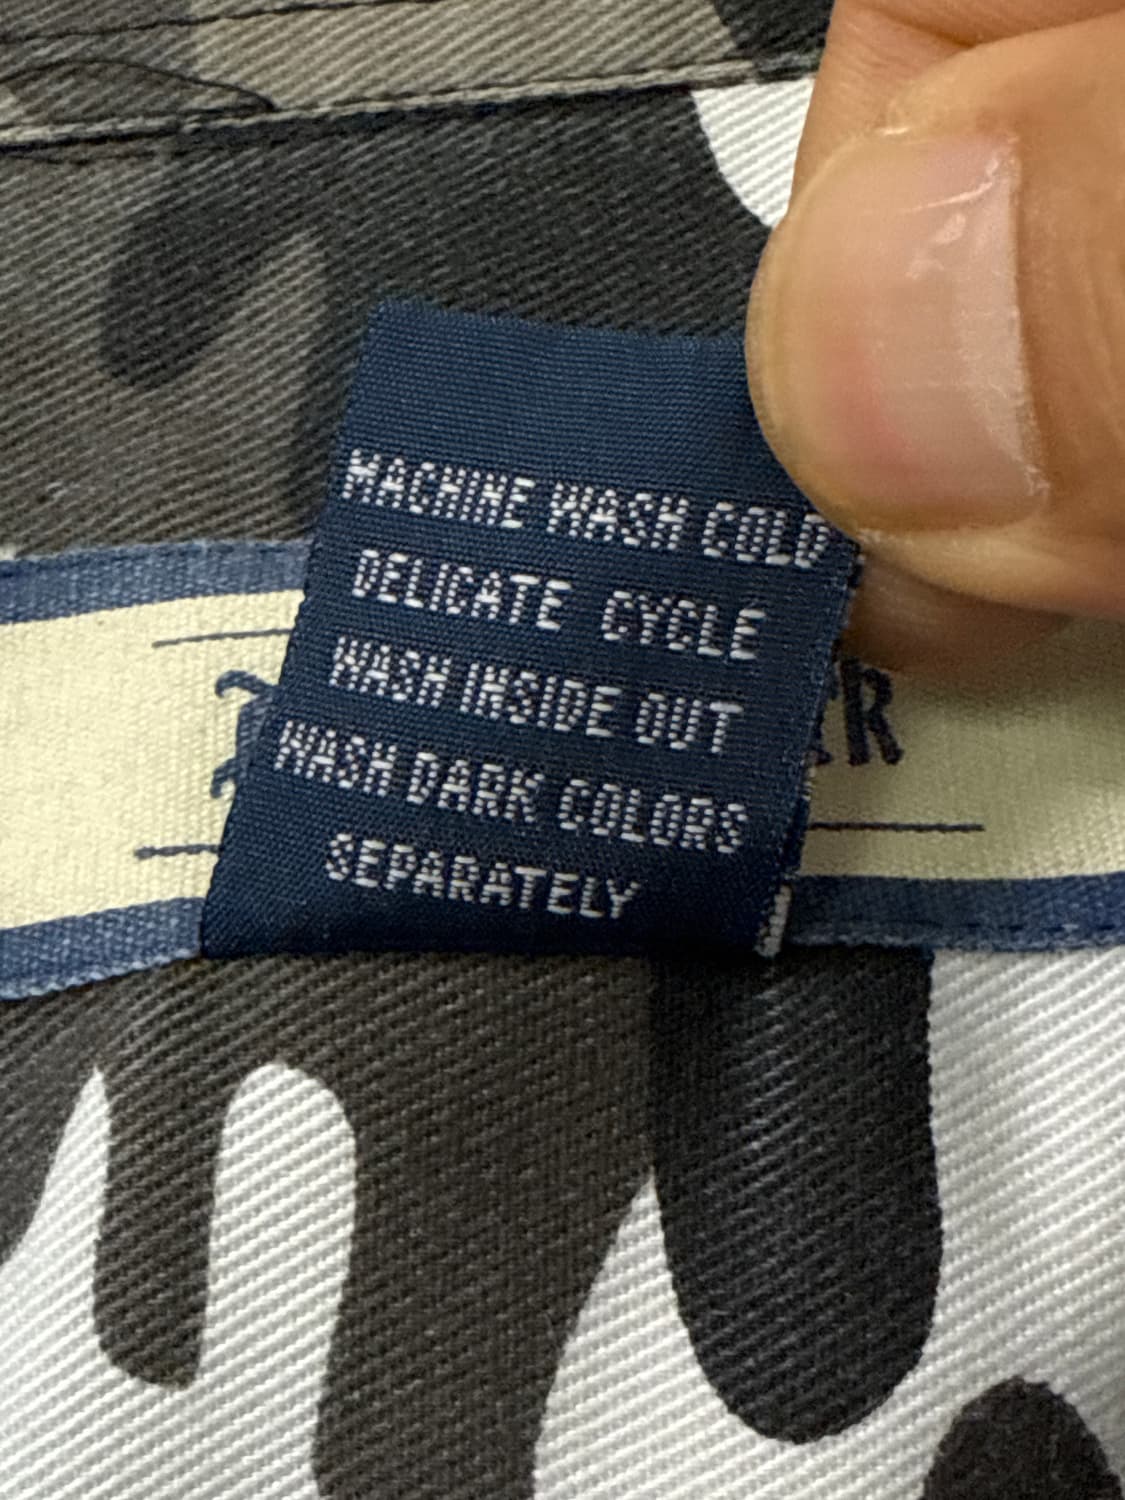 MACHINE WASH COLD
DELICATE CYCLE
WASH INSIDE OUT
WASH DARK COLORS
SEPARATELY